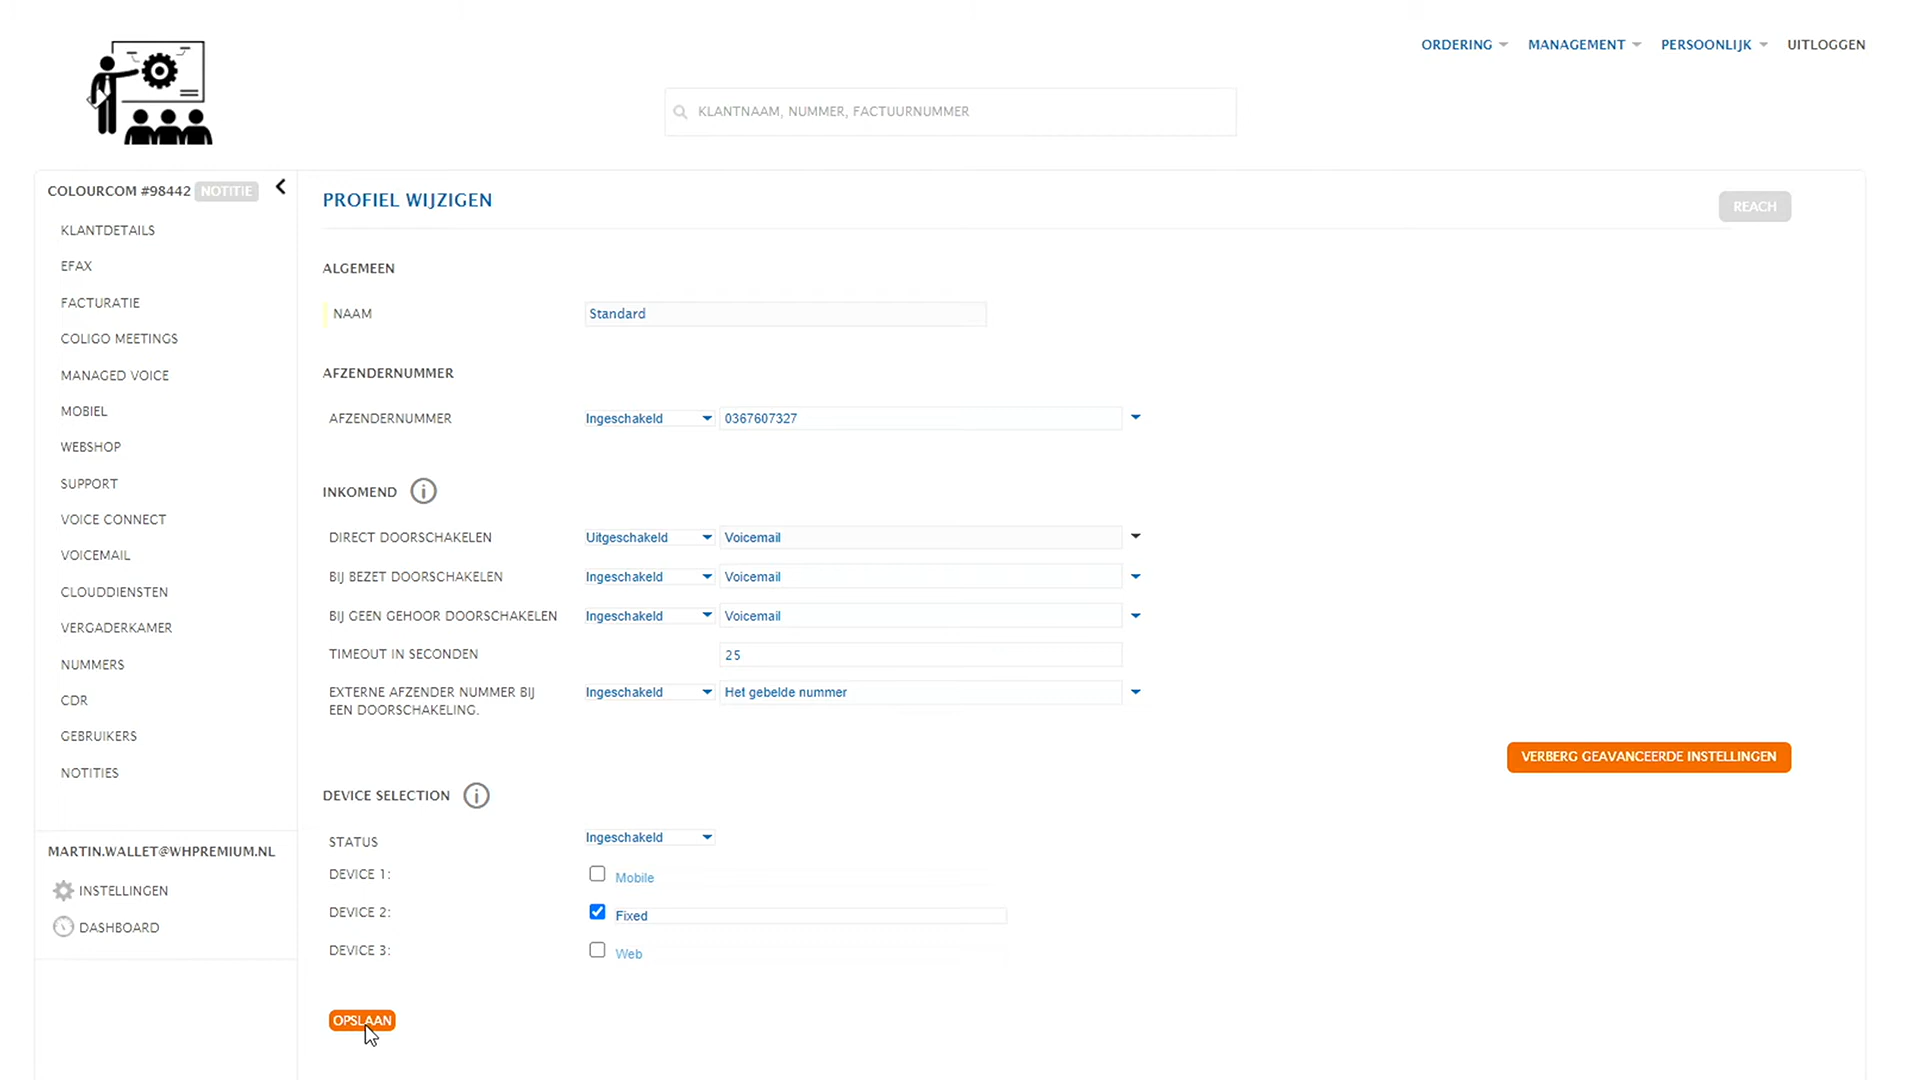 ORDERING
MANAGEMENT
PERSOONLIJK
UITLOGGEN
KLANTNAAM, NUMMER, FACTUURNUMMER
COLOURCOM #98442 NOTITIE
KLANTDETAILS
EFAX
FACTURATIE
COLIGO MEETINGS
MANAGED VOICE
MOBIEL
WEBSHOP
SUPPORT
VOICE CONNECT
VOICEMAIL
CLOUDDIENSTEN
VERGADERKAMER
NUMMERS
CDR
GEBRUIKERS
NOTITIES
MARTIN.WALLET@WHPREMIUM.NL
INSTELLINGEN
DASHBOARD
PROFIEL WIJZIGEN
REACH
ALGEMEEN
NAAM Standard
AFZENDERNUMMER
AFZENDERNUMMER Ingeschakeld 0367607327
INKOMEND
DIRECT DOORSCHAKELEN Uitgeschakeld Voicemail
BIJ BEZET DOORSCHAKELEN Ingeschakeld Voicemail
BIJ GEEN GEHOOR DOORSCHAKELEN Ingeschakeld Voicemail
TIMEOUT IN SECONDEN 25
EXTERNE AFZENDER NUMMER BIJ Ingeschakeld Het gebelde nummer
EEN DOORSCHAKELING.
VERBERG GEAVANCEERDE INSTELLINGEN
DEVICE SELECTION
STATUS Ingeschakeld
DEVICE 1: Mobile
DEVICE 2: Fixed
DEVICE 3: Web
OPSLAAN